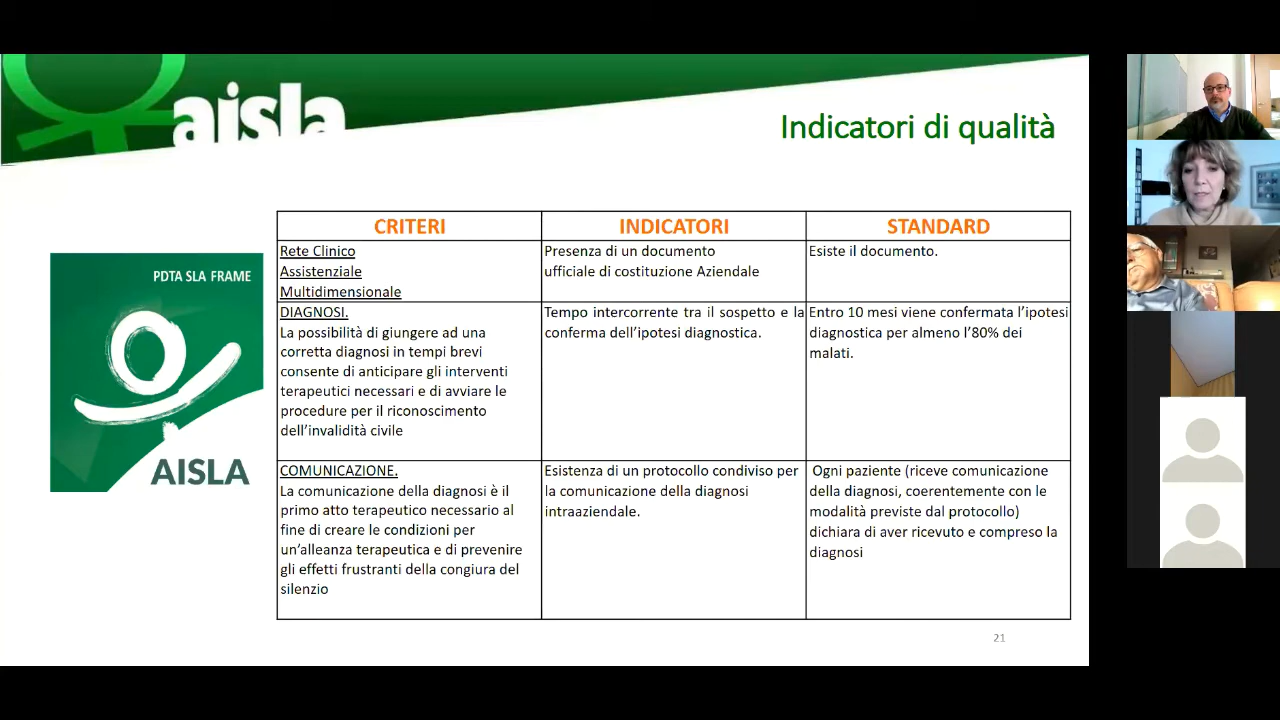 aisla
Indicatori di qualità
PDTA SLA FRAME
AISLA
CRITERI
INDICATORI
STANDARD
Rete Clinico
Assistenziale
Multidimensionale
Presenza di un documento
ufficiale di costituzione Aziendale
Esiste il documento.
DIAGNOSI.
La possibilità di giungere ad una
corretta diagnosi in tempi brevi
consente di anticipare gli interventi
terapeutici necessari e di avviare le
procedure per il riconoscimento
dell'invalidità civile
Tempo intercorrente tra il sospetto e la
conferma dell'ipotesi diagnostica.
Entro 10 mesi viene confermata l'ipotesi
diagnostica per almeno l'80% dei
malati.
COMUNICAZIONE.
La comunicazione della diagnosi è il
primo atto terapeutico necessario al
fine di creare le condizioni per
un'alleanza terapeutica e di prevenire
gli effetti frustranti della congiura del
silenzio
Esistenza di un protocollo condiviso per
la comunicazione della diagnosi
intraaziendale.
Ogni paziente (riceve comunicazione
della diagnosi, coerentemente con le
modalità previste dal protocollo)
dichiara di aver ricevuto e compreso la
diagnosi
21